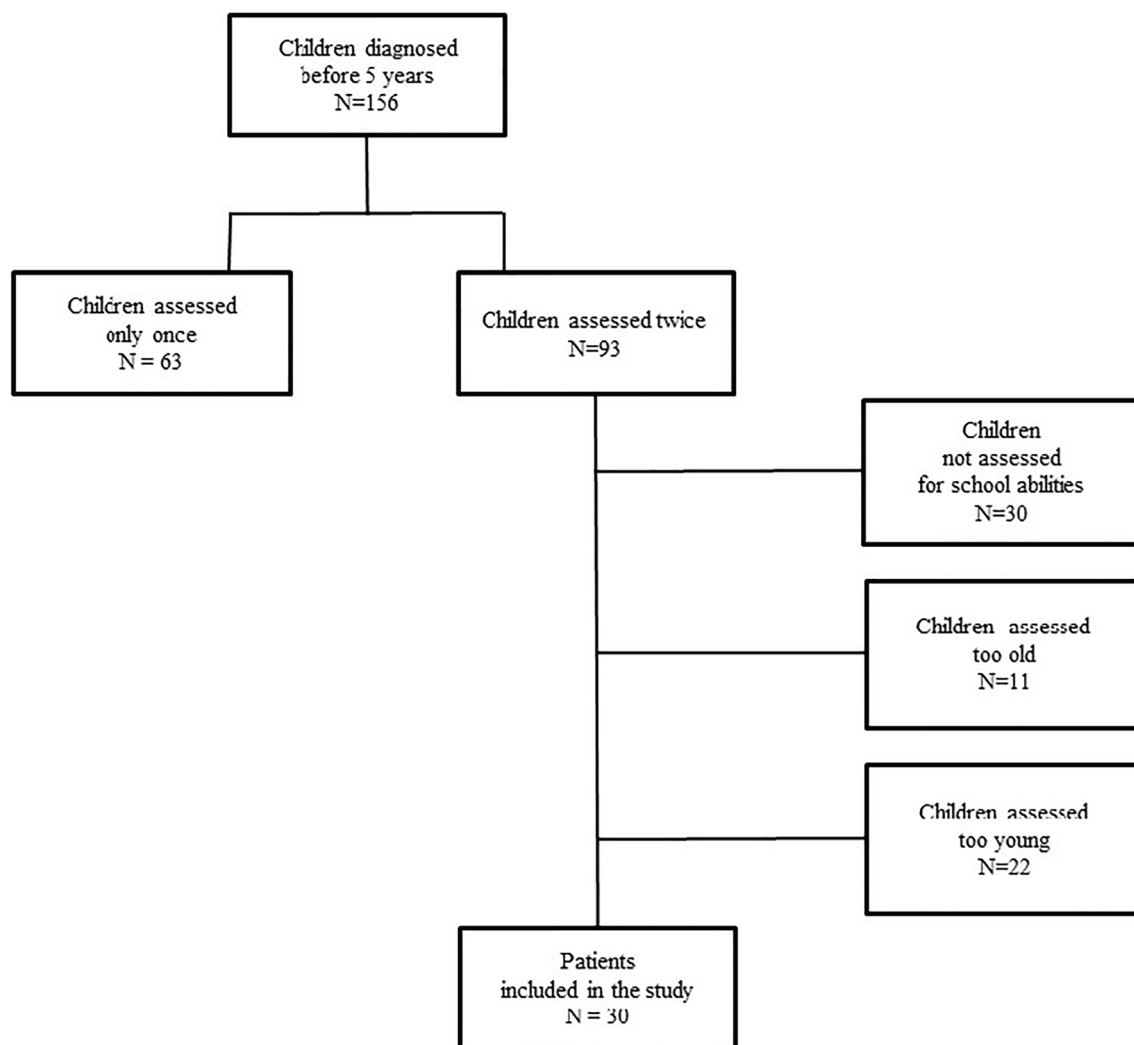 Children diagnosed
before 5 years
N=156
Children assessed
only once
N = 63
Children assessed twice
N=93
Children
not assessed
for school abilities
N=30
Children assessed
too old
N=11
Children assessed
too young
N=22
Patients
included in the study
N = 30